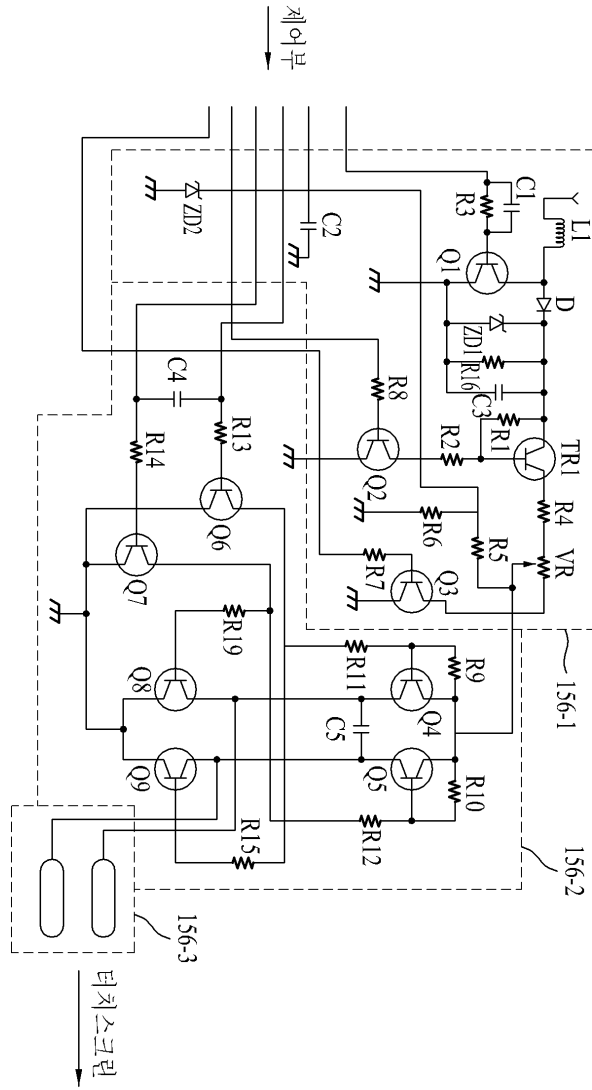 제어부
L1
C1
R3
Q1
D
ZD1
R16
C3
R1
TR1
R4
VR
ZD2
C2
R8
Q2
R2
R6
R5
R7
Q3
156-1
C4
R13
R14
Q6
Q7
R19
R11
R9
Q8
Q4
C5
Q9
Q5
R10
R15
R12
156-2
156-3
터치스크린